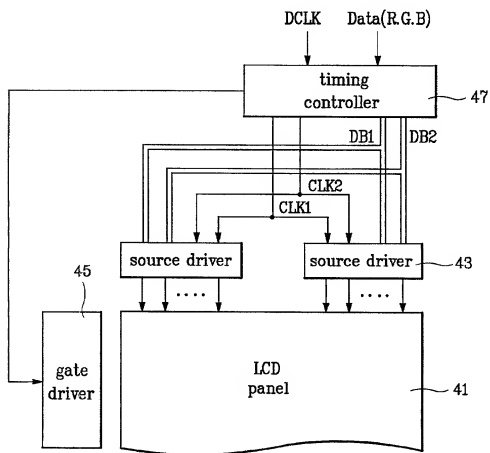 DCLK Data(R.G.B)
timing
controller
47
DB1 DB2
CLK2
CLK1
source driver source driver
43
45
gate
driver
LCD
panel
41